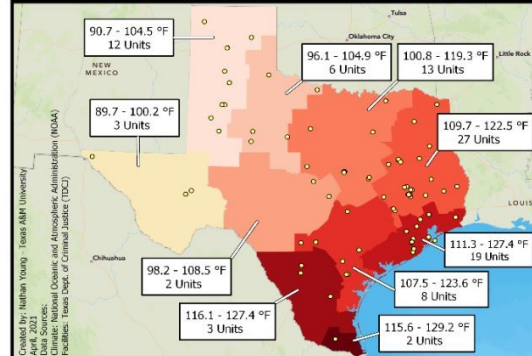 Tulsa
90.7 - 104.5 °F
12 Units
Oklahoma City
96.1 - 104.9 °F
6 Units
100.8 - 119.3 °F
13 Units
Little Rock
NEW
MEXICO
89.7 - 100.2 °F
3 Units
109.7 - 122.5 °F
27 Units
LOUIS
111.3 - 127.4 °F
19 Units
Chihuahua
98.2 - 108.5 °F
2 Units
107.5 - 123.6 °F
8 Units
116.1 - 127.4 °F
3 Units
115.6 - 129.2 °F
2 Units
Created by: Nathan Young - Texas A&M University
April, 2021
Data Sources:
Climate: National Oceanic and Atmospheric Administration (NOAA)
Facilities: Texas Dept. of Criminal Justice (TDCJ)